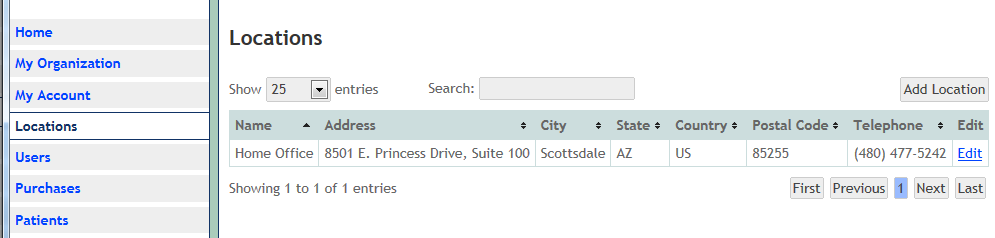 Home
My Organization
My Account
Locations
Users
Purchases
Patients
Locations
Show 25 entries Search: Add Location
Name Address City State Country Postal Code Telephone Edit
Home Office 8501 E. Princess Drive, Suite 100 Scottsdale AZ US 85255 (480) 477-5242 Edit
Showing 1 to 1 of 1 entries First Previous 1 Next Last